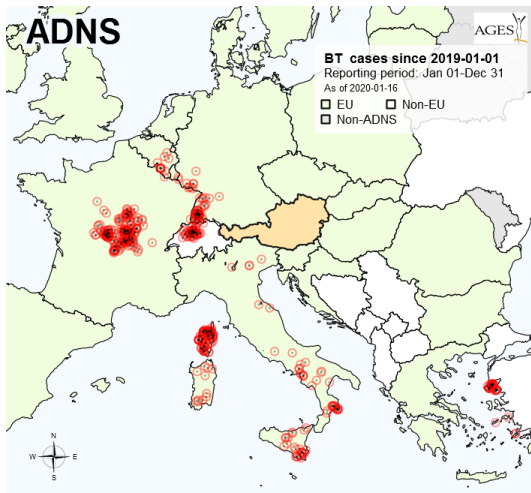 ADNS
AGES
BT cases since 2019-01-01
Reporting period: Jan 01-Dec 31
As of 2020-01-16
EU Non-EU
Non-ADNS
N
W E
S